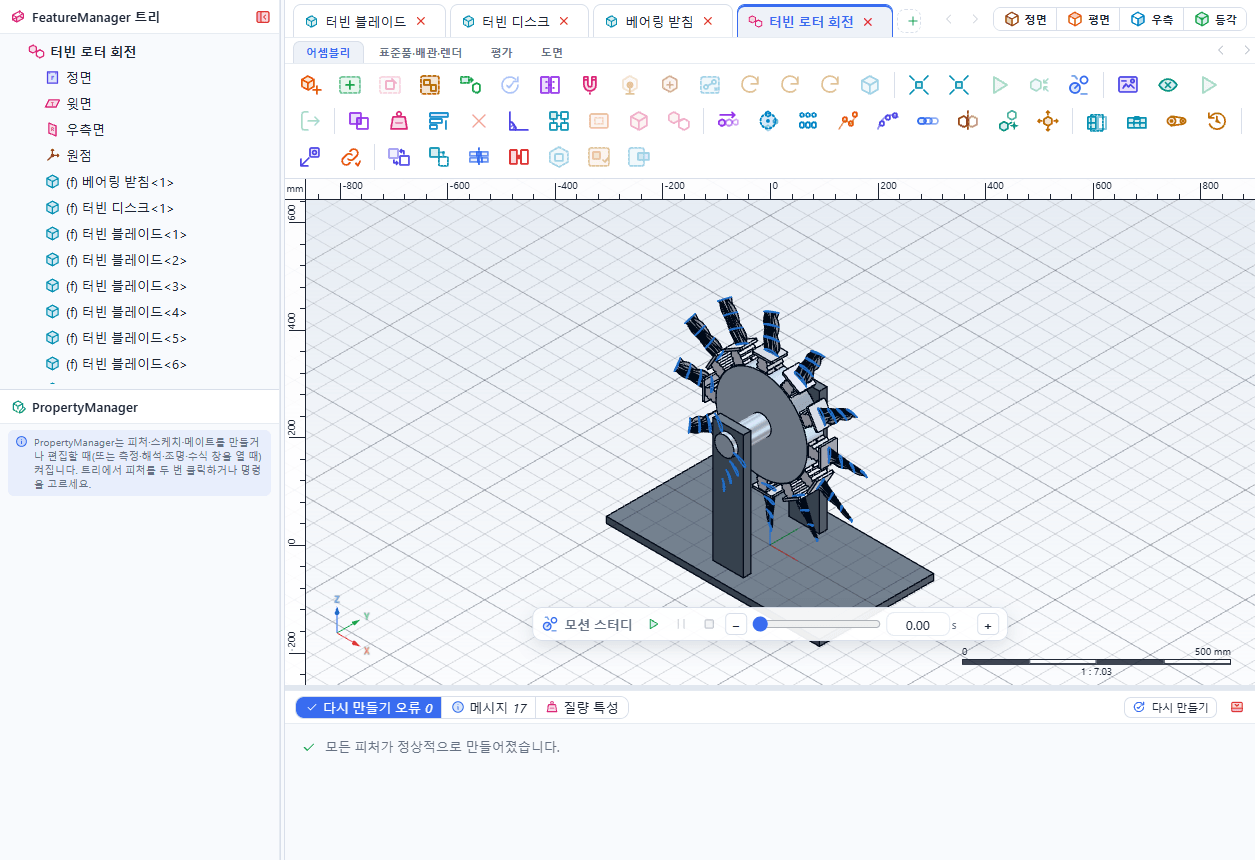 FeatureManager 트리
터빈 로터 회전
정면
윗면
우측면
원점
(f) 베어링 받침<1>
(f) 터빈 디스크<1>
(f) 터빈 블레이드<1>
(f) 터빈 블레이드<2>
(f) 터빈 블레이드<3>
(f) 터빈 블레이드<4>
(f) 터빈 블레이드<5>
(f) 터빈 블레이드<6>
PropertyManager
PropertyManager는 피처·스케치·메이트를 만들거
나 편집할 때(또는 측정·해석·조명·수식 창을 열 때)
켜집니다. 트리에서 피처를 두 번 클릭하거나 명령
을 고르세요.
터빈 블레이드
터빈 디스크
베어링 받침
터빈 로터 회전
정면
평면
우측
등각
어셈블리
표준품·배관·렌더
평가
도면
mm
-800
-600
-400
-200
0
200
400
600
800
600
400
200
0
-200
Z
Y
X
모션 스터디
0.00
s
0
500 mm
1 : 7.03
다시 만들기 오류 0
메시지 17
질량 특성
다시 만들기
모든 피처가 정상적으로 만들어졌습니다.